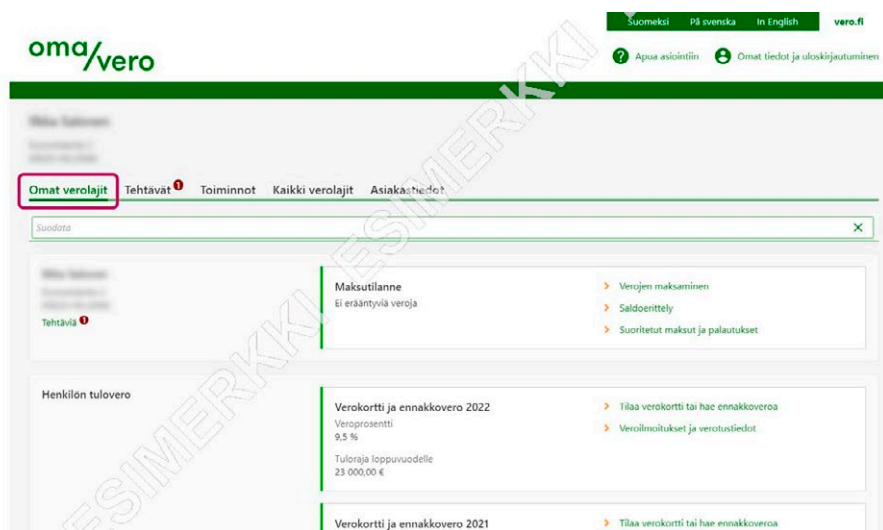 Suomeksi På svenska In English vero.fi
oma/vero
Apua asiointiin Omat tiedot ja uloskirjautuminen
Omat verolajit Tehtävät 1 Toiminnot Kaikki verolajit Asiakastiedot
Suodata
Tehtäviä 1
Maksutilanne
Ei erääntyviä veroja
Verojen maksaminen
Saldoerittely
Suoritetut maksut ja palautukset
Henkilön tulovero
Verokortti ja ennakkovero 2022
Veroprosentti
9,5 %
Tuloraja loppuvuodelle
23 000,00 €
Tilaa verokortti tai hae ennakkoveroa
Veroilmoitukset ja verotustiedot
Verokortti ja ennakkovero 2021
Tilaa verokortti tai hae ennakkoveroa
ESIMERKKI ESIMERKKI